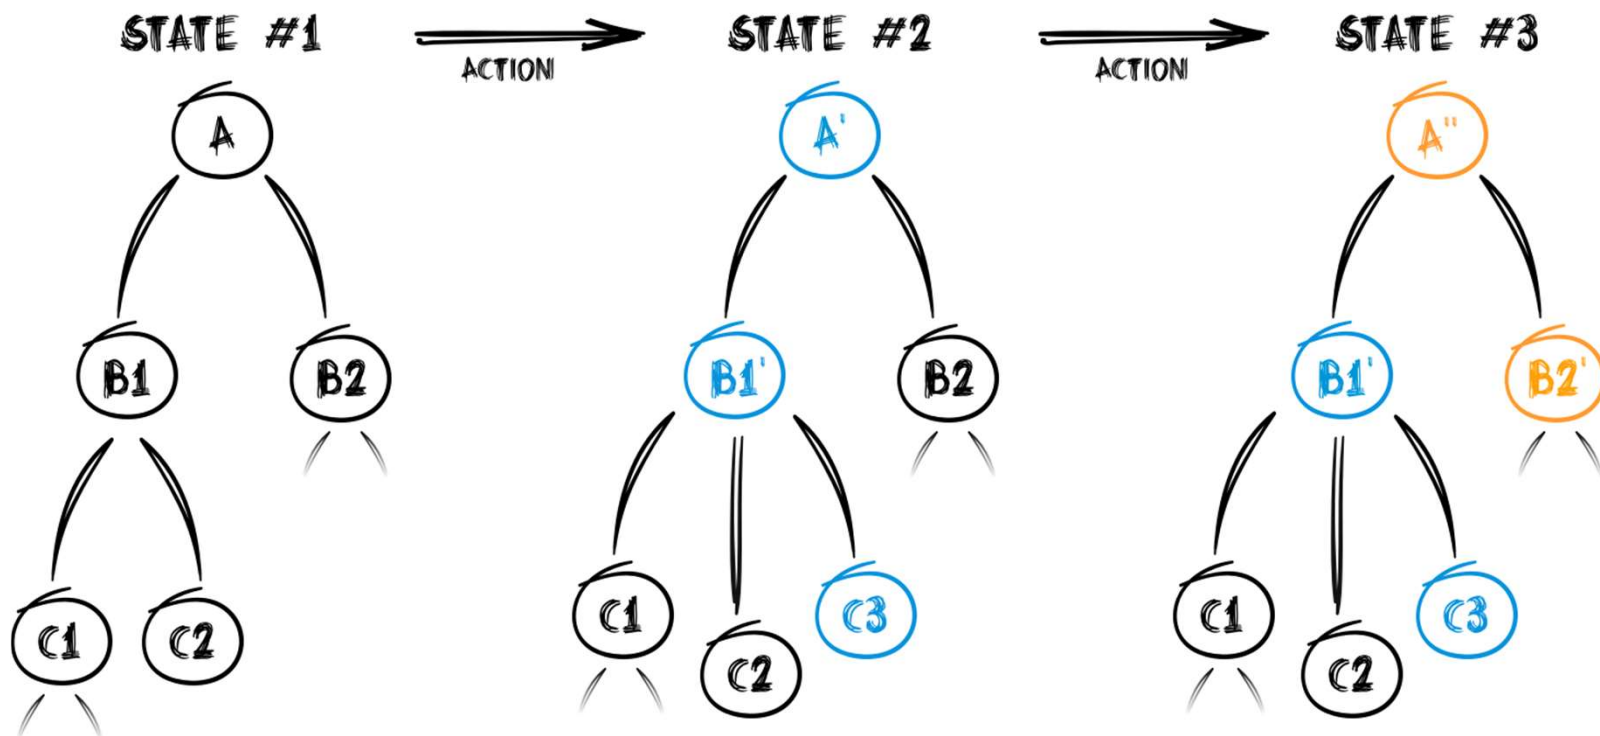 STATE #1
ACTION
STATE #2
ACTION
STATE #3
A
A'
A"
B1
B2
B1'
B2
B1'
B2'
C1
C2
C1
C2
C3
C1
C2
C3